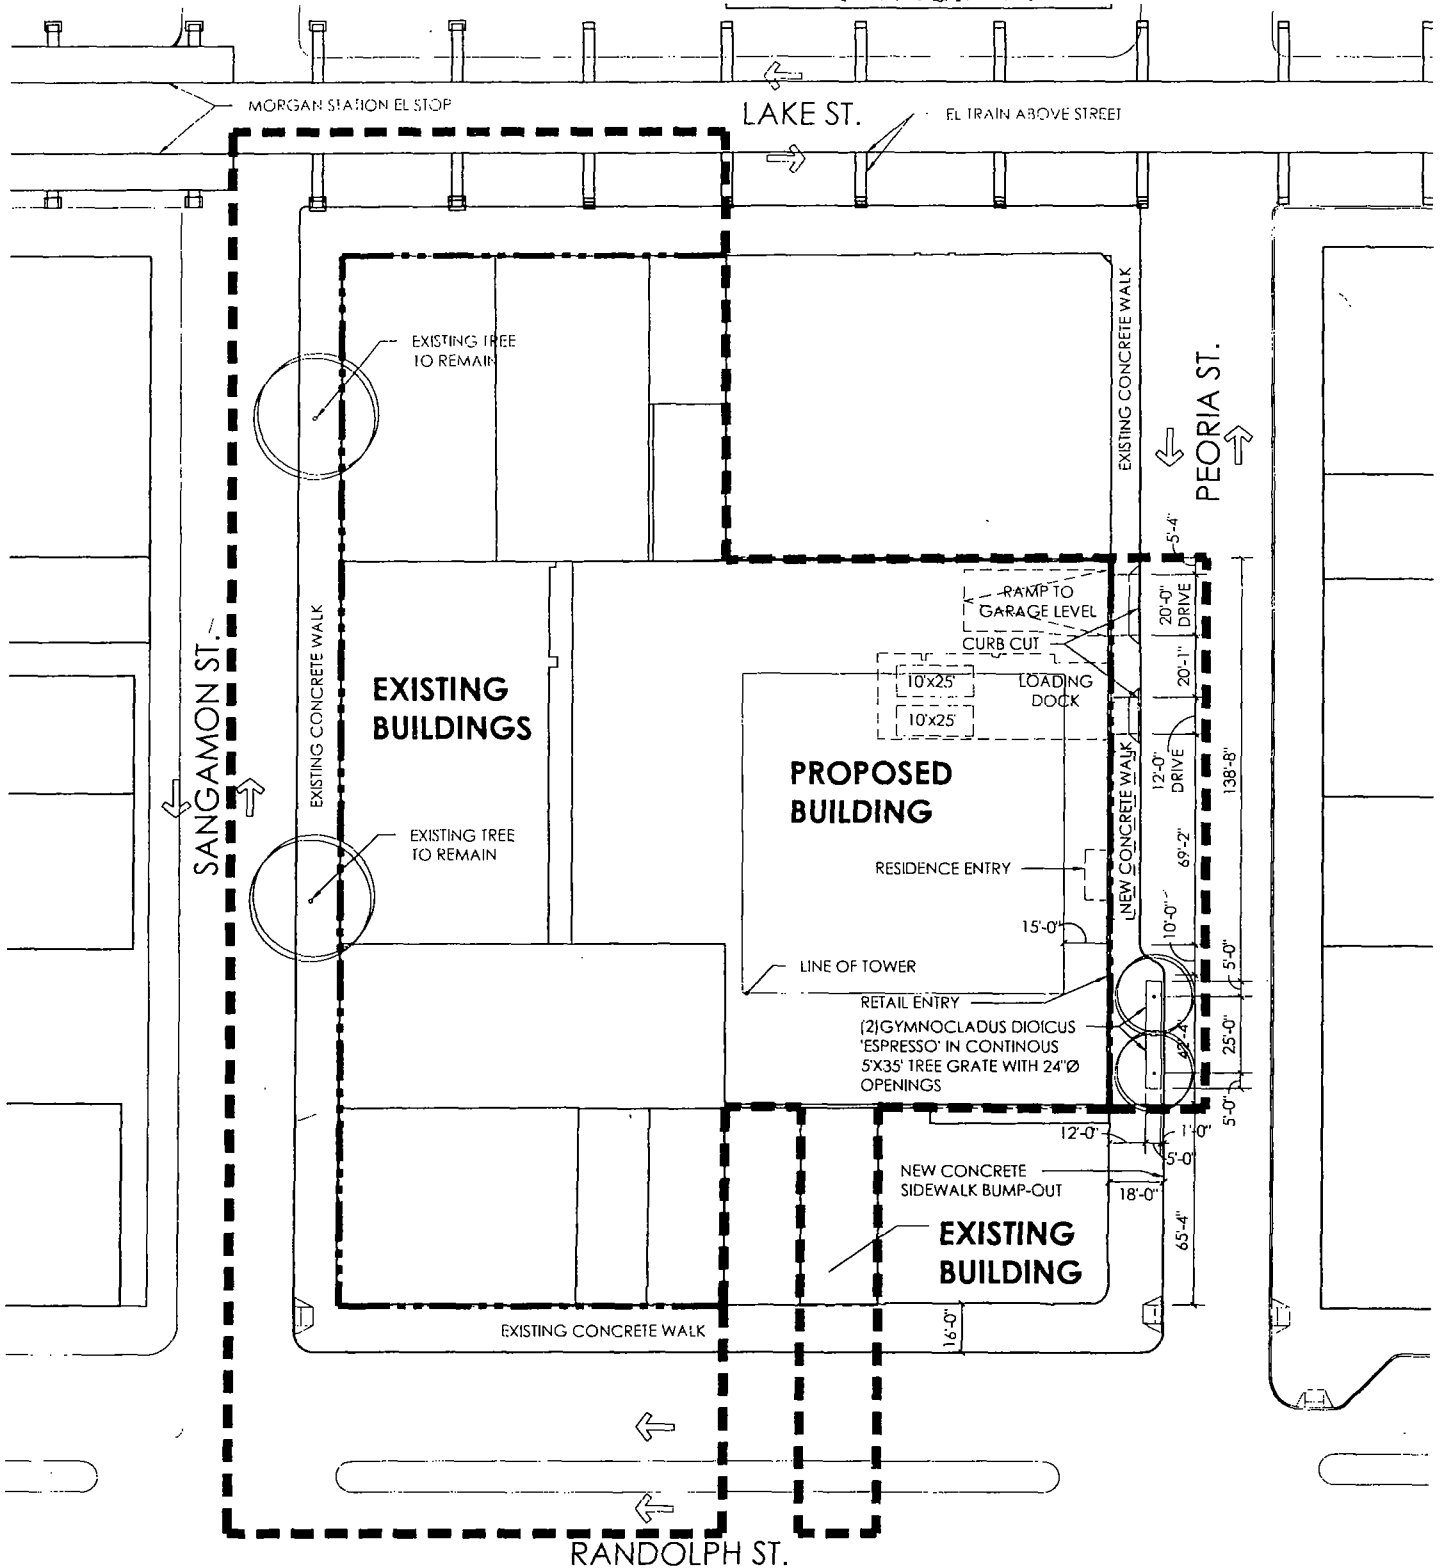 MORGAN STATION EL STOP
LAKE ST.
EL TRAIN ABOVE STREET
EXISTING TREE
TO REMAIN
EXISTING CONCRETE WALK
PEORIA ST.
5'-4"
RAMP TO
GARAGE LEVEL
20'-0"
DRIVE
CURB CUT
EXISTING CONCRETE WALK
SANGAMON ST.
EXISTING
BUILDINGS
10'x25'
LOADING
DOCK
20'-1"
10'x25'
PROPOSED
BUILDING
12'-0"
DRIVE
138'-8"
NEW CONCRETE WALK
EXISTING TREE
TO REMAIN
RESIDENCE ENTRY
69'-2"
15'-0"
10'-0"
LINE OF TOWER
5'-0"
RETAIL ENTRY
(2)GYMNOCLADUS DIOICUS
'ESPRESSO' IN CONTINOUS
5'X35' TREE GRATE WITH 24"Ø
OPENINGS
42'-4"
25'-0"
5'-0"
12'-0"
1'-0"
5'-0"
NEW CONCRETE
SIDEWALK BUMP-OUT
18'-0"
EXISTING
BUILDING
65'-4"
EXISTING CONCRETE WALK
16'-0"
RANDOLPH ST.